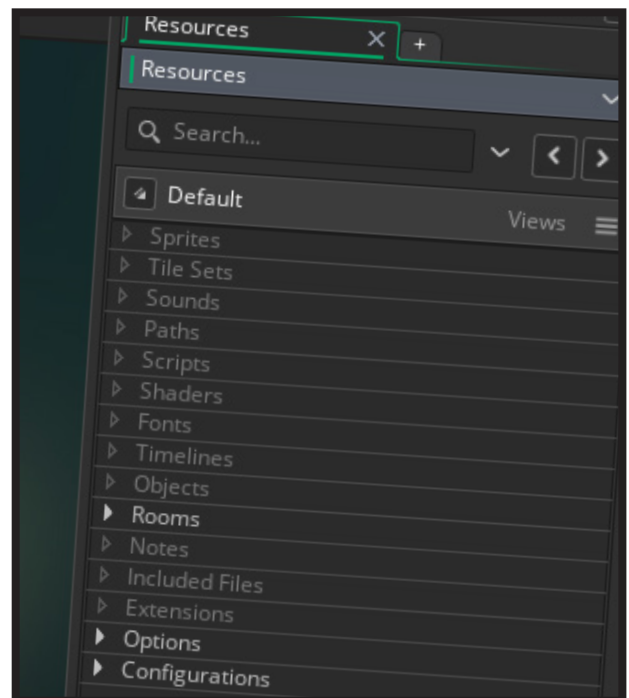 Resources
+
Resources
Search...
Default
Views
Sprites
Tile Sets
Sounds
Paths
Scripts
Shaders
Fonts
Timelines
Objects
Rooms
Notes
Included Files
Extensions
Options
Configurations